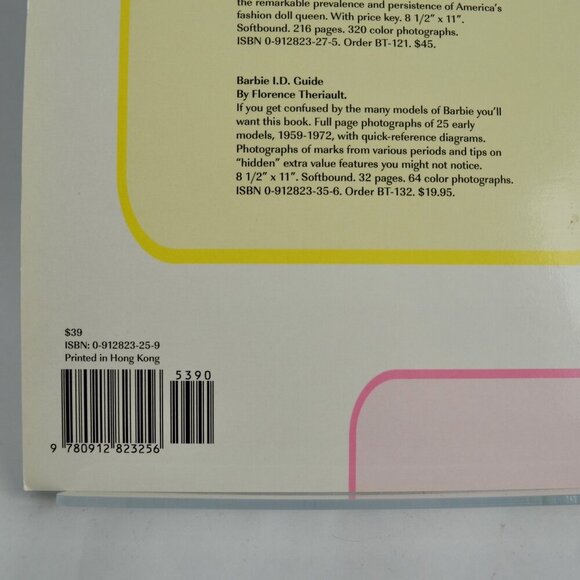 the remarkable prevalence and persistence of America's
fashion doll queen. With price key. 8 1/2" x 11".
Softbound. 216 pages. 320 color photographs.
ISBN 0-912823-27-5. Order BT-121. $45.
Barbie I.D. Guide
By Florence Theriault.
If you get confused by the many models of Barbie you'll
want this book. Full page photographs of 25 early
models, 1959-1972, with quick-reference diagrams.
Photographs of marks from various periods and tips on
"hidden" extra value features you might not notice.
8 1/2" x 11". Softbound. 32 pages. 64 color photographs.
ISBN 0-912823-35-6. Order BT-132. $19.95.
$39
ISBN: 0-912823-25-9
Printed in Hong Kong
5390
9 780912 823256